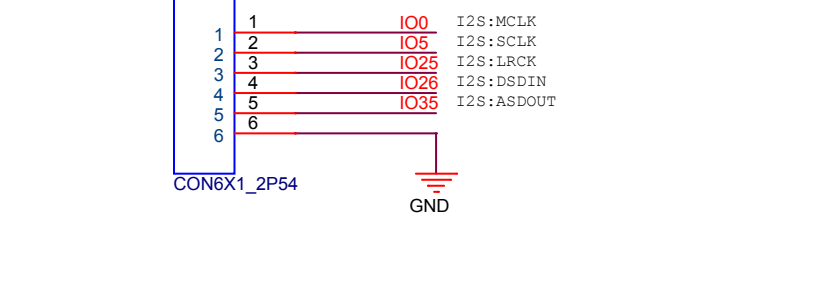 1 1 IO0 I2S:MCLK
2 2 IO5 I2S:SCLK
3 3 IO25 I2S:LRCK
4 4 IO26 I2S:DSDIN
5 5 IO35 I2S:ASDOUT
6 6
CON6X1_2P54
GND